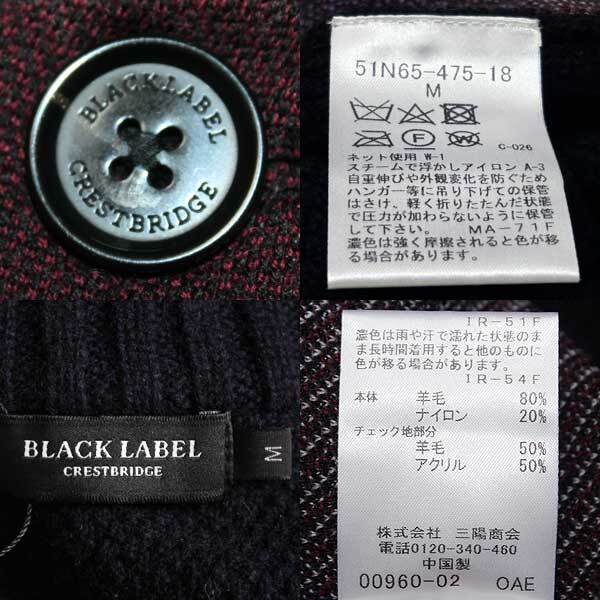 BLACK LABEL
CRESTBRIDGE
51N65-475-18
M
C-026
ネット使用 W-1
スチームで浮かしアイロン A-3
自重伸びや外観変化を防ぐため
ハンガー等に吊り下げての保管
はさけ、軽く折りたたんだ状態
で圧力が加わらないように保管
して下さい。 MA-71F
濃色は強く摩擦されると色が移
る場合があります。
BLACK LABEL
CRESTBRIDGE
M
IR-51F
濃色は雨や汗で濡れた状態のま
ま長時間着用すると他のものに
色が移る場合があります。
IR-54F
本体 羊毛 80%
ナイロン 20%
チェック地部分
羊毛 50%
アクリル 50%
株式会社 三陽商会
電話0120-340-460
中国製
00960-02 OAE